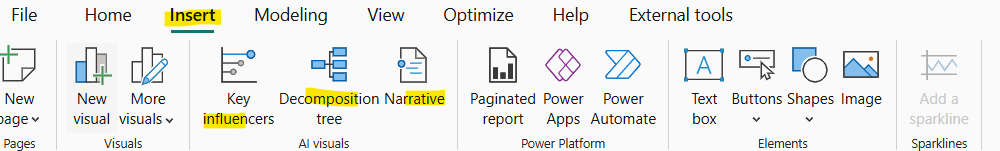 File Home Insert Modeling View Optimize Help External tools
New page
New visual
More visuals
Key influencers
Decomposition tree
Narrative
Paginated report
Power Apps
Power Automate
Text box
Buttons
Shapes
Image
Add a sparkline
Pages Visuals AI visuals Power Platform Elements Sparklines